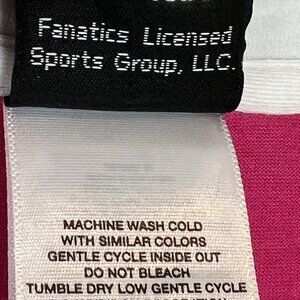 Fanatics Licensed
Sports Group, LLC.
MACHINE WASH COLD
WITH SIMILAR COLORS
GENTLE CYCLE INSIDE OUT
DO NOT BLEACH
TUMBLE DRY LOW GENTLE CYCLE